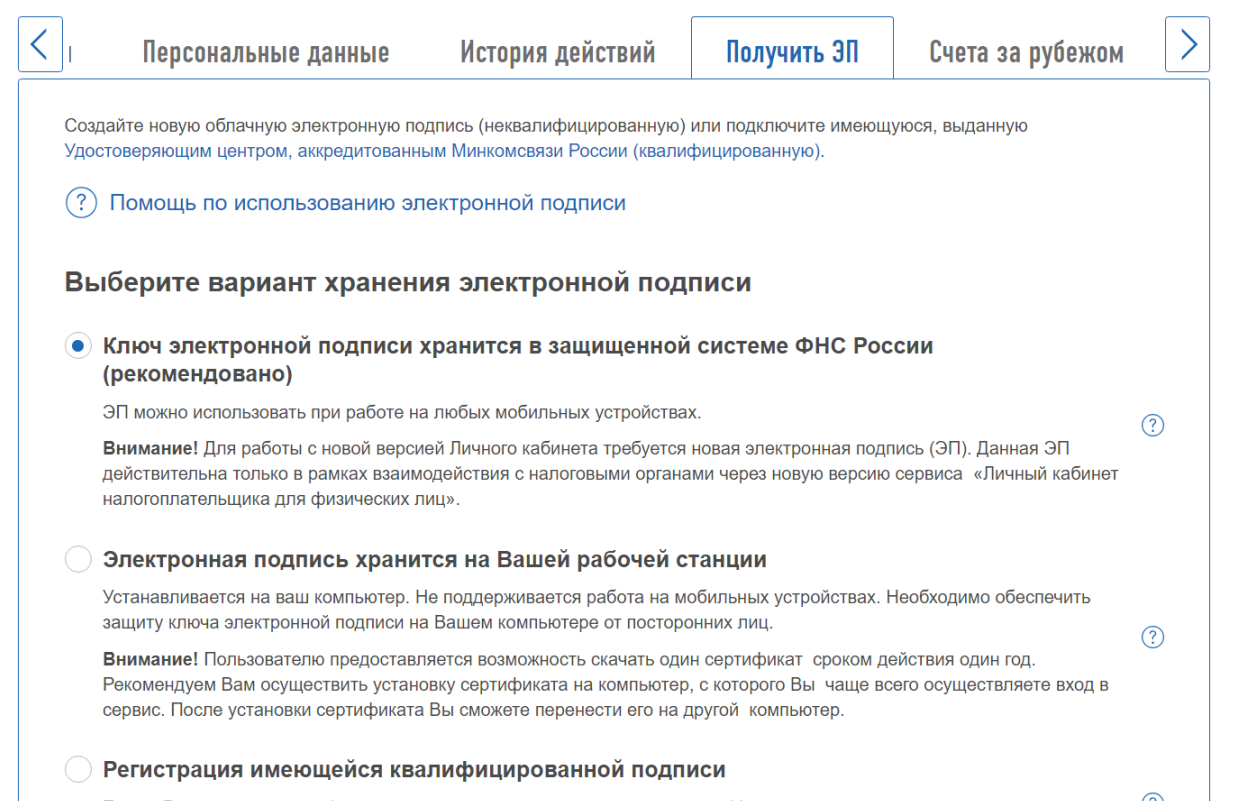 Персональные данные
История действий
Получить ЭП
Счета за рубежом
Создайте новую облачную электронную подпись (неквалифицированную) или подключите имеющуюся, выданную
Удостоверяющим центром, аккредитованным Минкомсвязи России (квалифицированную).
? Помощь по использованию электронной подписи
Выберите вариант хранения электронной подписи
Ключ электронной подписи хранится в защищенной системе ФНС России
(рекомендовано)
ЭП можно использовать при работе на любых мобильных устройствах.
?
Внимание! Для работы с новой версией Личного кабинета требуется новая электронная подпись (ЭП). Данная ЭП
действительна только в рамках взаимодействия с налоговыми органами через новую версию сервиса «Личный кабинет
налогоплательщика для физических лиц».
Электронная подпись хранится на Вашей рабочей станции
Устанавливается на ваш компьютер. Не поддерживается работа на мобильных устройствах. Необходимо обеспечить
защиту ключа электронной подписи на Вашем компьютере от посторонних лиц.
?
Внимание! Пользователю предоставляется возможность скачать один сертификат сроком действия один год.
Рекомендуем Вам осуществить установку сертификата на компьютер, с которого Вы чаще всего осуществляете вход в
сервис. После установки сертификата Вы сможете перенести его на другой компьютер.
Регистрация имеющейся квалифицированной подписи